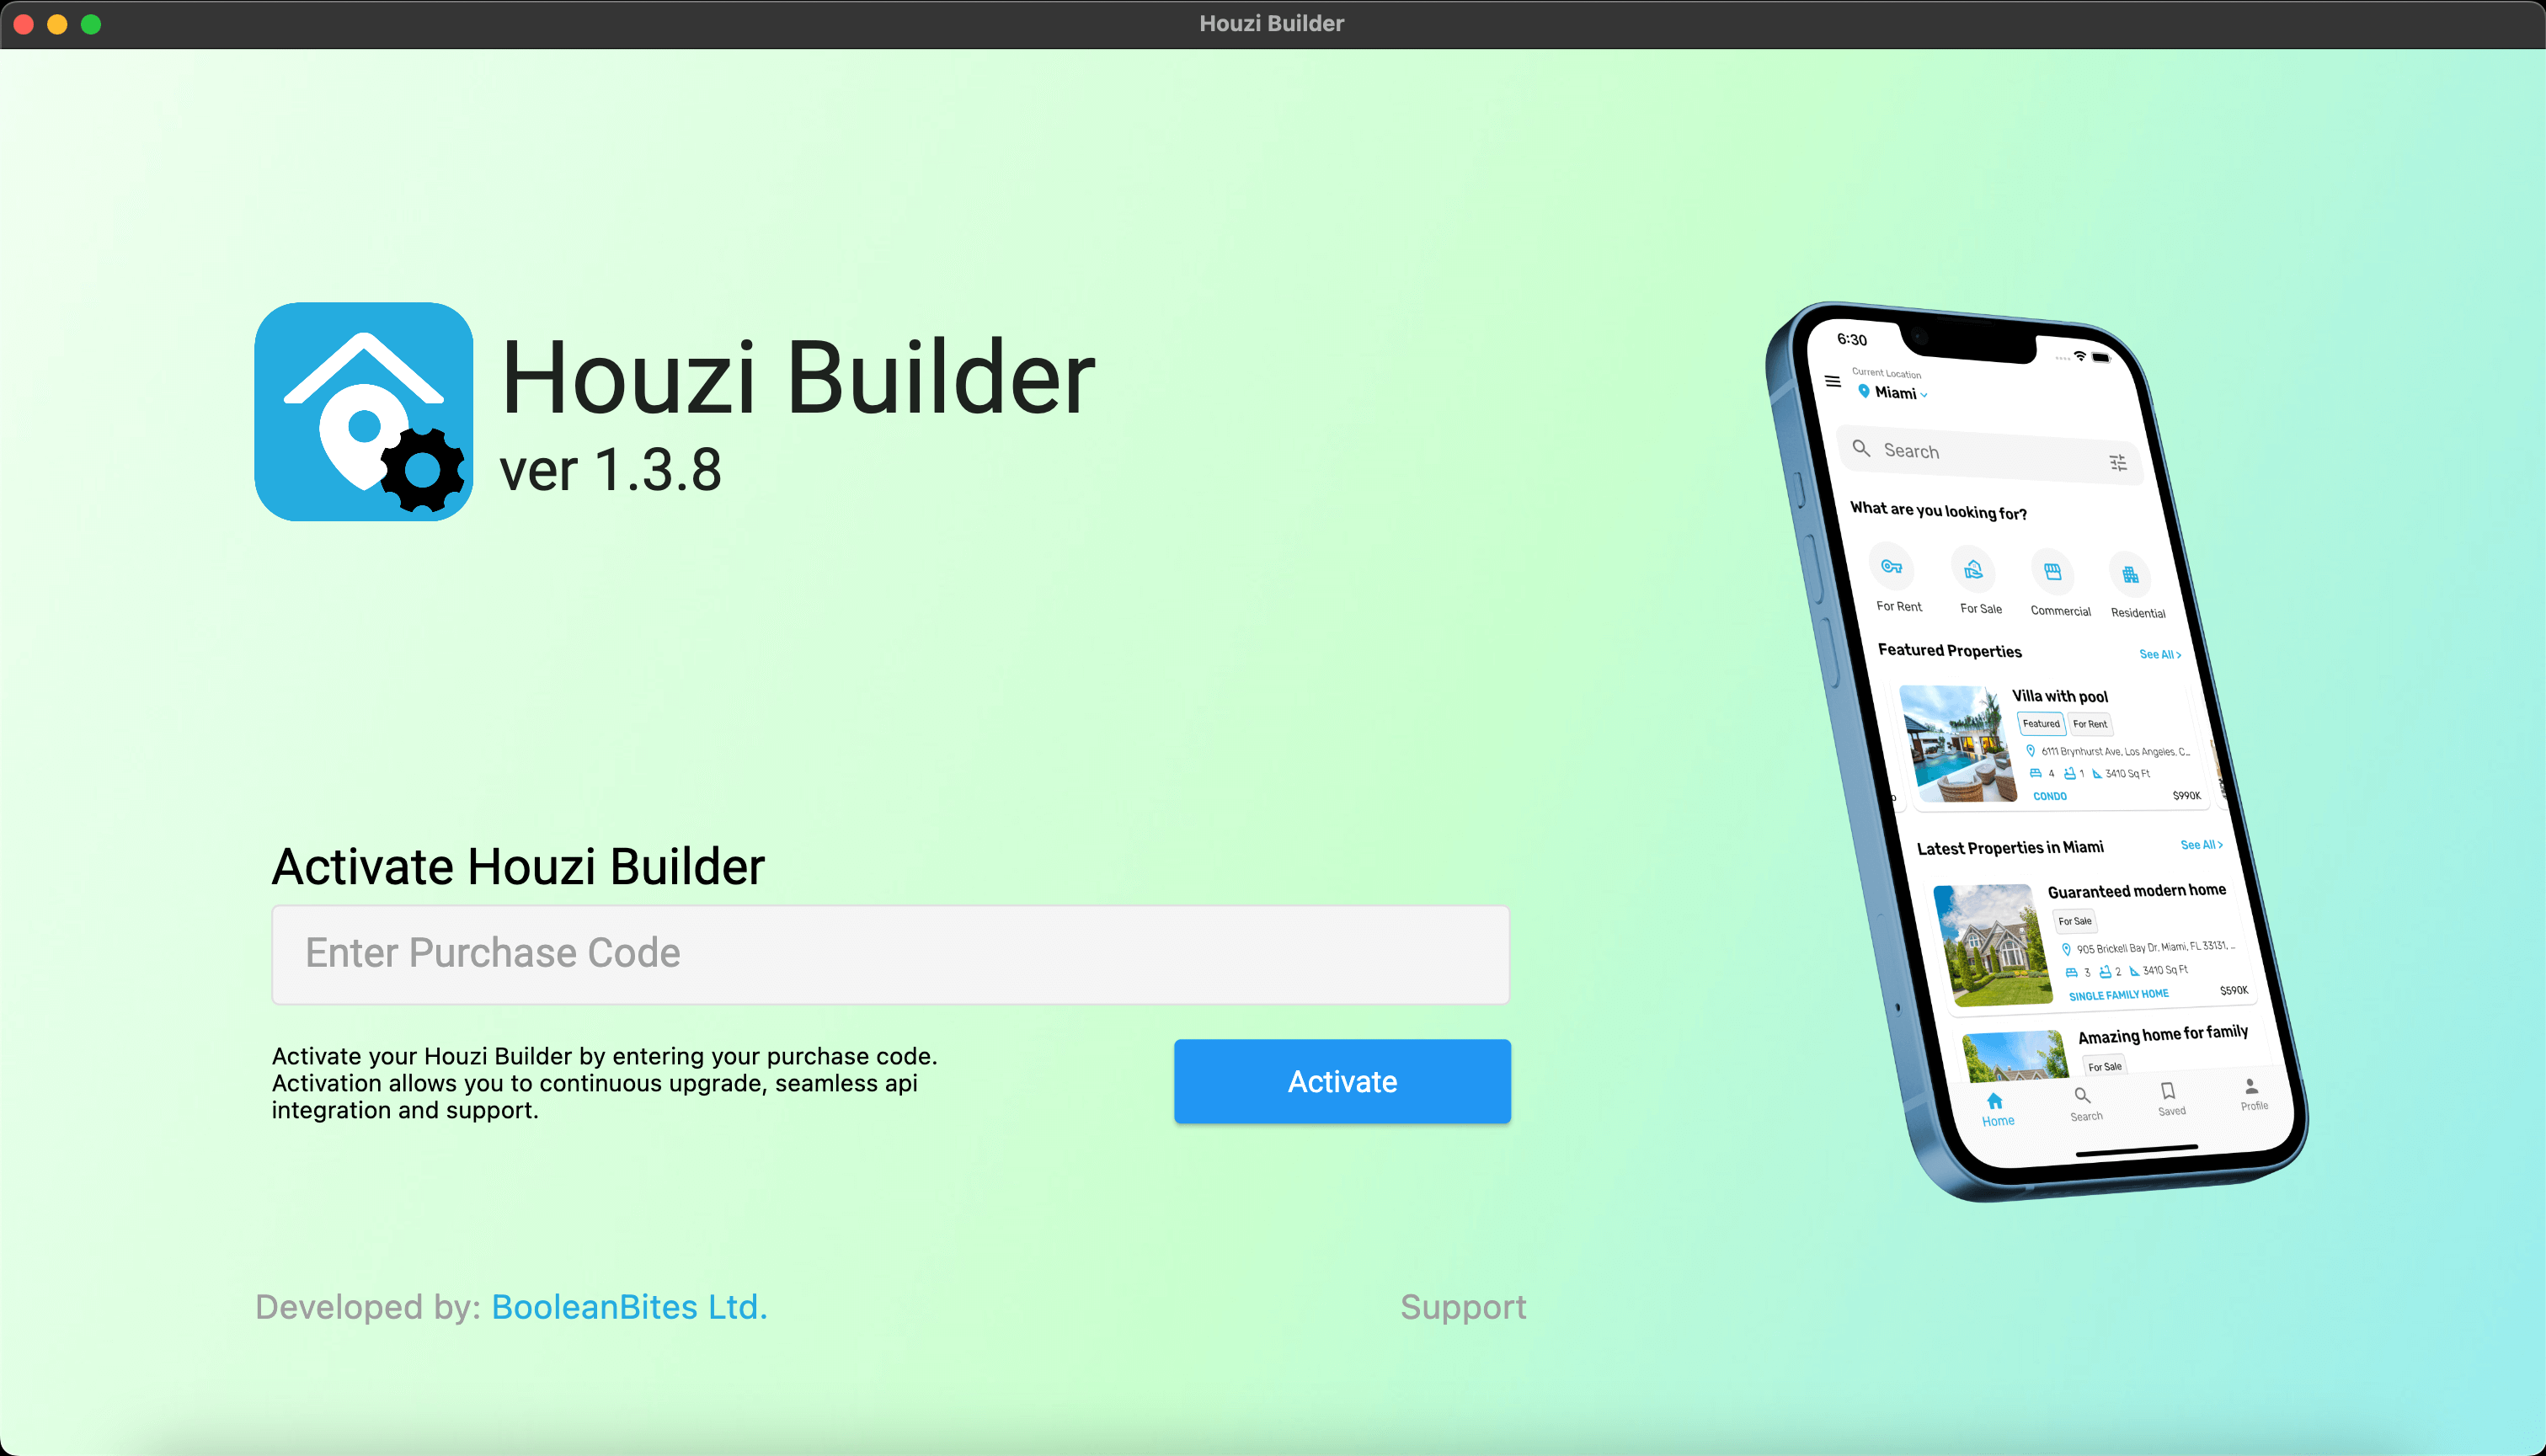 Houzi Builder
Houzi Builder
ver 1.3.8
Activate Houzi Builder
Enter Purchase Code
Activate your Houzi Builder by entering your purchase code.
Activation allows you to continuous upgrade, seamless api
integration and support.
Activate
Developed by: BooleanBites Ltd.
Support
6:30
Current Location
Miami
Search
What are you looking for?
For Rent For Sale Commercial Residential
Featured Properties See All >
Villa with pool
Featured For Rent
6111 Brynhurst Ave, Los Angeles, C...
4 1 3410 Sq Ft
CONDO $990K
Latest Properties in Miami See All >
Guaranteed modern home
For Sale
905 Brickell Bay Dr, Miami, FL 33131, ...
3 2 3410 Sq Ft
SINGLE FAMILY HOME $590K
Amazing home for family
For Sale
Home Search Saved Profile